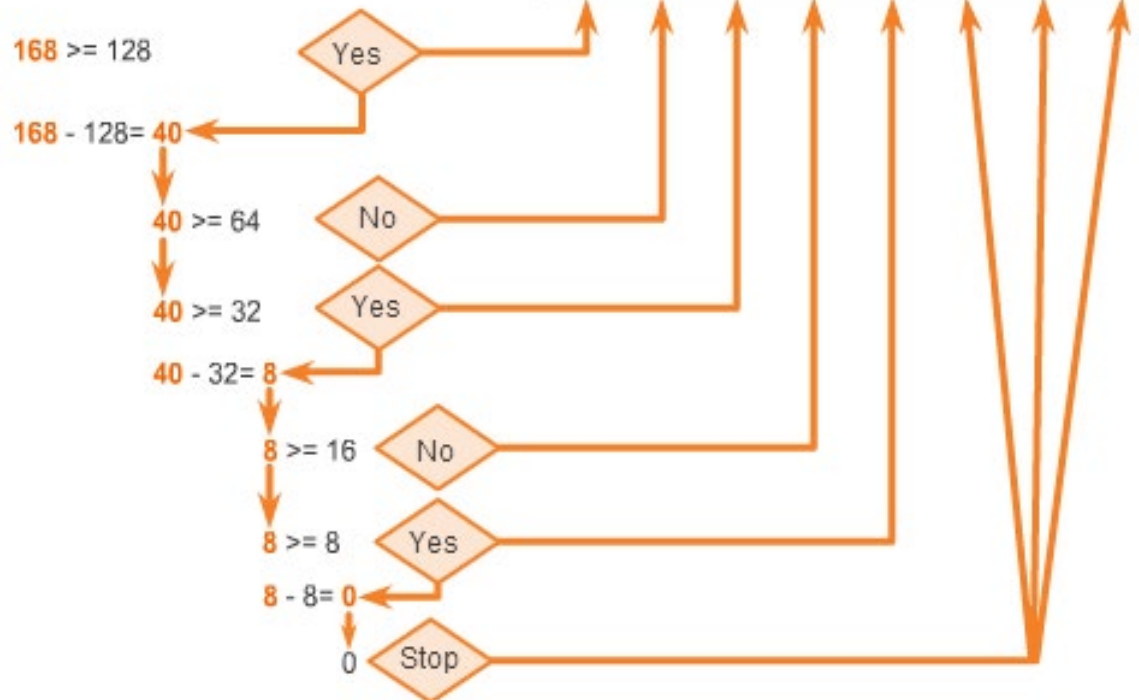 168 >= 128 Yes
168 - 128= 40
40 >= 64 No
40 >= 32 Yes
40 - 32= 8
8 >= 16 No
8 >= 8 Yes
8 - 8= 0
0 Stop